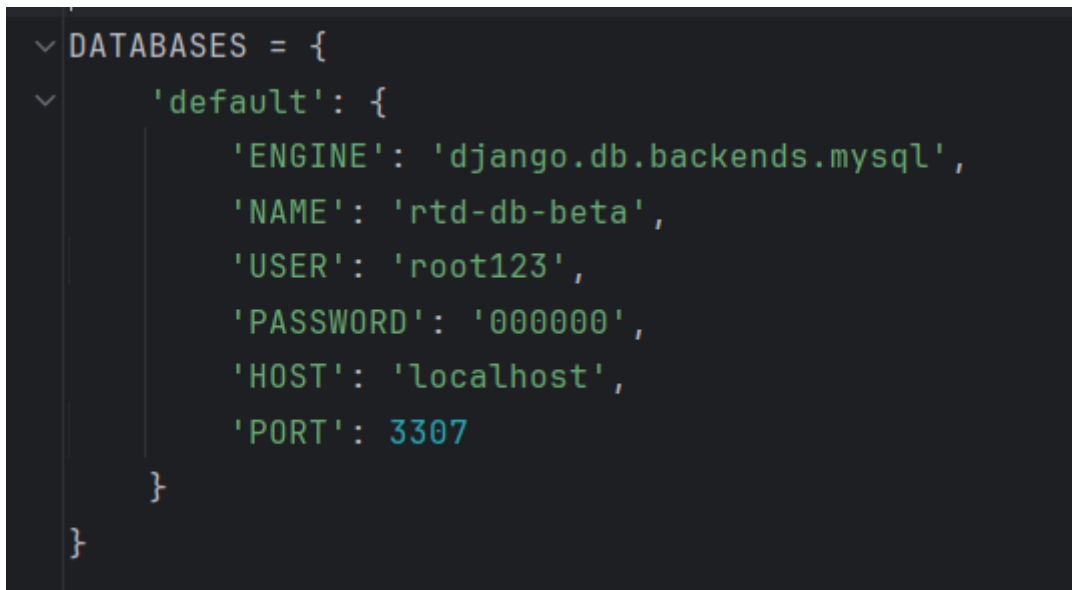 DATABASES = {
    'default': {
        'ENGINE': 'django.db.backends.mysql',
        'NAME': 'rtd-db-beta',
        'USER': 'root123',
        'PASSWORD': '000000',
        'HOST': 'localhost',
        'PORT': 3307
    }
}